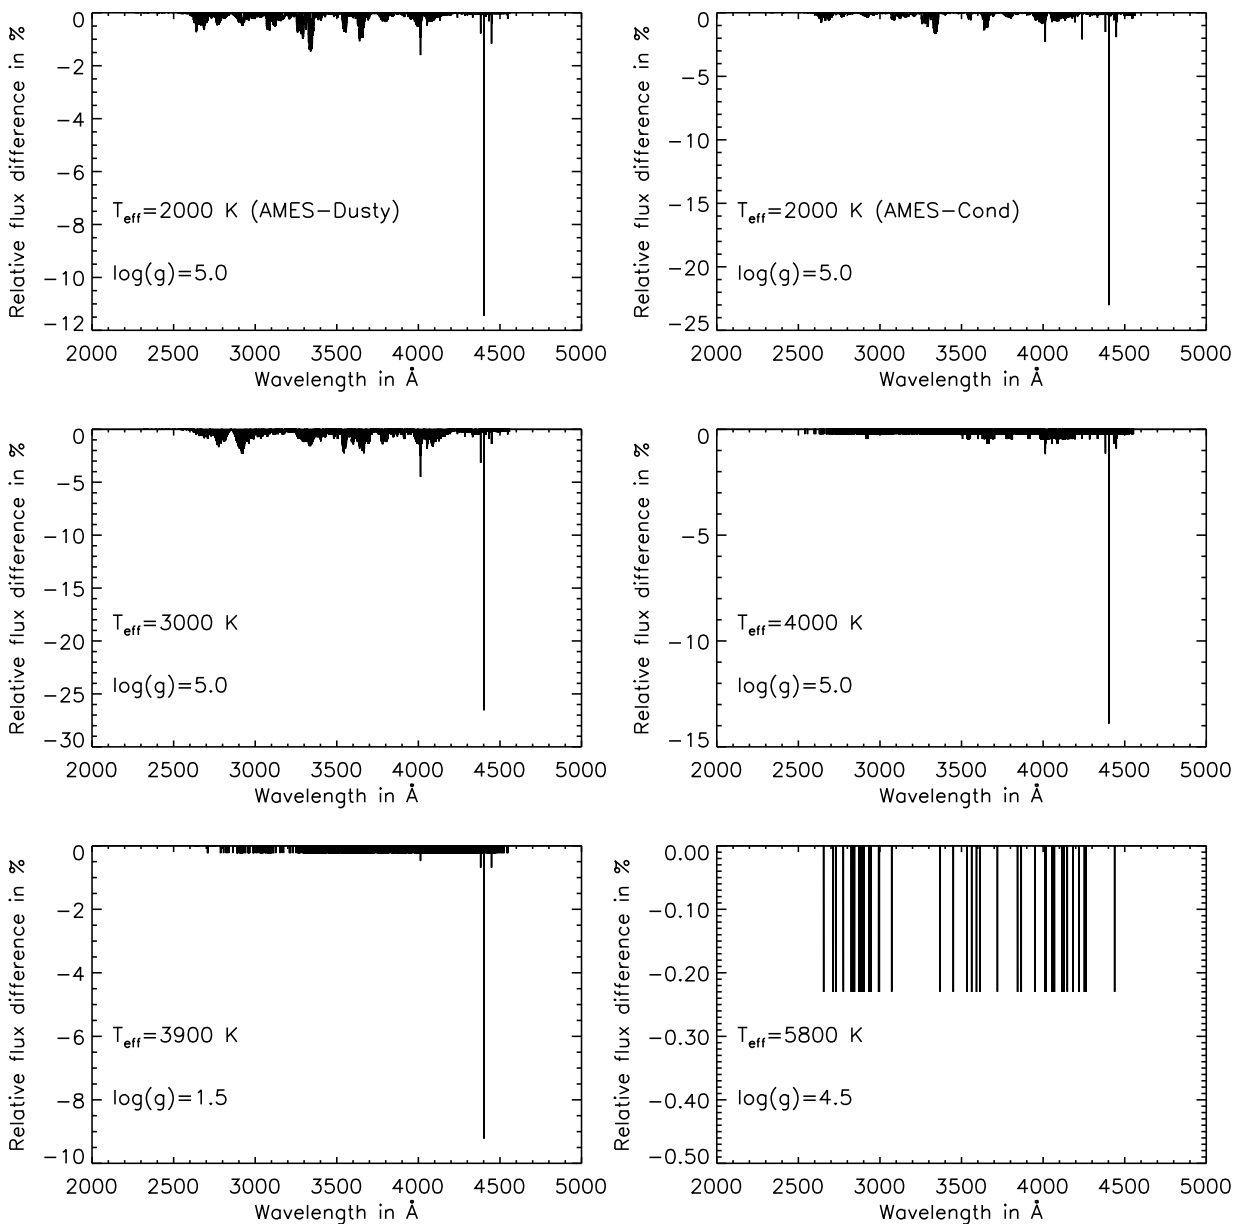 Relative flux difference in %
0
−2
−4
−6
−8
−10
−12
T_eff=2000 K (AMES−Dusty)
log(g)=5.0
2000 2500 3000 3500 4000 4500 5000
Wavelength in Å
Relative flux difference in %
0
−5
−10
−15
−20
−25
T_eff=2000 K (AMES−Cond)
log(g)=5.0
2000 2500 3000 3500 4000 4500 5000
Wavelength in Å
Relative flux difference in %
0
−5
−10
−15
−20
−25
−30
T_eff=3000 K
log(g)=5.0
2000 2500 3000 3500 4000 4500 5000
Wavelength in Å
Relative flux difference in %
0
−5
−10
−15
T_eff=4000 K
log(g)=5.0
2000 2500 3000 3500 4000 4500 5000
Wavelength in Å
Relative flux difference in %
0
−2
−4
−6
−8
−10
T_eff=3900 K
log(g)=1.5
2000 2500 3000 3500 4000 4500 5000
Wavelength in Å
Relative flux difference in %
0.00
−0.10
−0.20
−0.30
−0.40
−0.50
T_eff=5800 K
log(g)=4.5
2000 2500 3000 3500 4000 4500 5000
Wavelength in Å